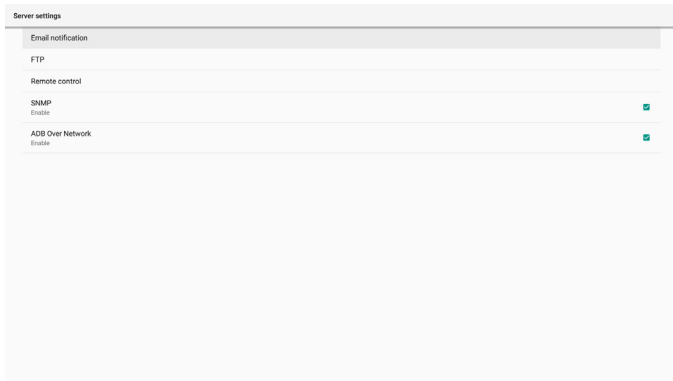 Server settings
Email notification
FTP
Remote control
SNMP
Enable
ADB Over Network
Enable